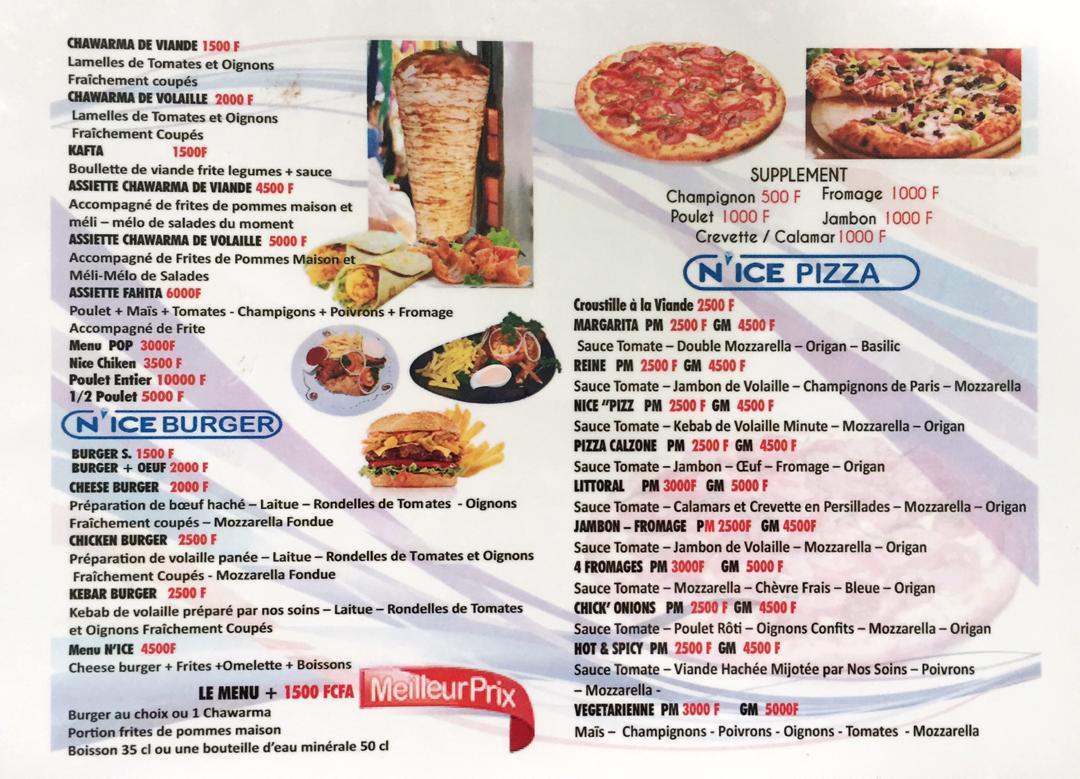 CHAWARMA DE VIANDE 1500 F
Lamelles de Tomates et Oignons
Fraîchement coupés
CHAWARMA DE VOLAILLE 2000 F
Lamelles de Tomates et Oignons
Fraîchement Coupés
KAFTA 1500F
Boullette de viande frite legumes + sauce
ASSIETTE CHAWARMA DE VIANDE 4500 F
Accompagné de frites de pommes maison et
méli – mélo de salades du moment
ASSIETTE CHAWARMA DE VOLAILLE 5000 F
Accompagné de Frites de Pommes Maison et
Méli-Mélo de Salades
ASSIETTE FAHITA 6000F
Poulet + Maïs + Tomates - Champigons + Poivrons + Fromage
Accompagné de Frite
Menu POP 3000F
Nice Chiken 3500 F
Poulet Entier 10000 F
1/2 Poulet 5000 F
N'ICE BURGER
BURGER S. 1500 F
BURGER + OEUF 2000 F
CHEESE BURGER 2000 F
Préparation de bœuf haché – Laitue – Rondelles de Tomates - Oignons
Fraîchement coupés – Mozzarella Fondue
CHICKEN BURGER 2500 F
Préparation de volaille panée – Laitue – Rondelles de Tomates et Oignons
Fraîchement Coupés - Mozzarella Fondue
KEBAR BURGER 2500 F
Kebab de volaille préparé par nos soins – Laitue – Rondelles de Tomates
et Oignons Fraîchement Coupés
Menu N'ICE 4500F
Cheese burger + Frites +Omelette + Boissons
LE MENU + 1500 FCFA
Meilleur Prix
Burger au choix ou 1 Chawarma
Portion frites de pommes maison
Boisson 35 cl ou une bouteille d'eau minérale 50 cl
SUPPLEMENT
Champignon 500 F Fromage 1000 F
Poulet 1000 F Jambon 1000 F
Crevette / Calamar 1000 F
N'ICE PIZZA
Croustille à la Viande 2500 F
MARGARITA PM 2500 F GM 4500 F
Sauce Tomate – Double Mozzarella – Origan – Basilic
REINE PM 2500 F GM 4500 F
Sauce Tomate – Jambon de Volaille – Champignons de Paris – Mozzarella
NICE "PIZZ PM 2500 F GM 4500 F
Sauce Tomate – Kebab de Volaille Minute – Mozzarella – Origan
PIZZA CALZONE PM 2500 F GM 4500 F
Sauce Tomate – Jambon – Œuf – Fromage – Origan
LITTORAL PM 3000F GM 5000 F
Sauce Tomate – Calamars et Crevette en Persillades – Mozzarella – Origan
JAMBON – FROMAGE PM 2500F GM 4500F
Sauce Tomate – Jambon de Volaille – Mozzarella – Origan
4 FROMAGES PM 3000F GM 5000 F
Sauce Tomate – Mozzarella – Chèvre Frais – Bleue – Origan
CHICK' ONIONS PM 2500 F GM 4500 F
Sauce Tomate – Poulet Rôti – Oignons Confits – Mozzarella – Origan
HOT & SPICY PM 2500 F GM 4500 F
Sauce Tomate – Viande Hachée Mijotée par Nos Soins – Poivrons
– Mozzarella -
VEGETARIENNE PM 3000 F GM 5000F
Maïs – Champignons - Poivrons - Oignons - Tomates - Mozzarella